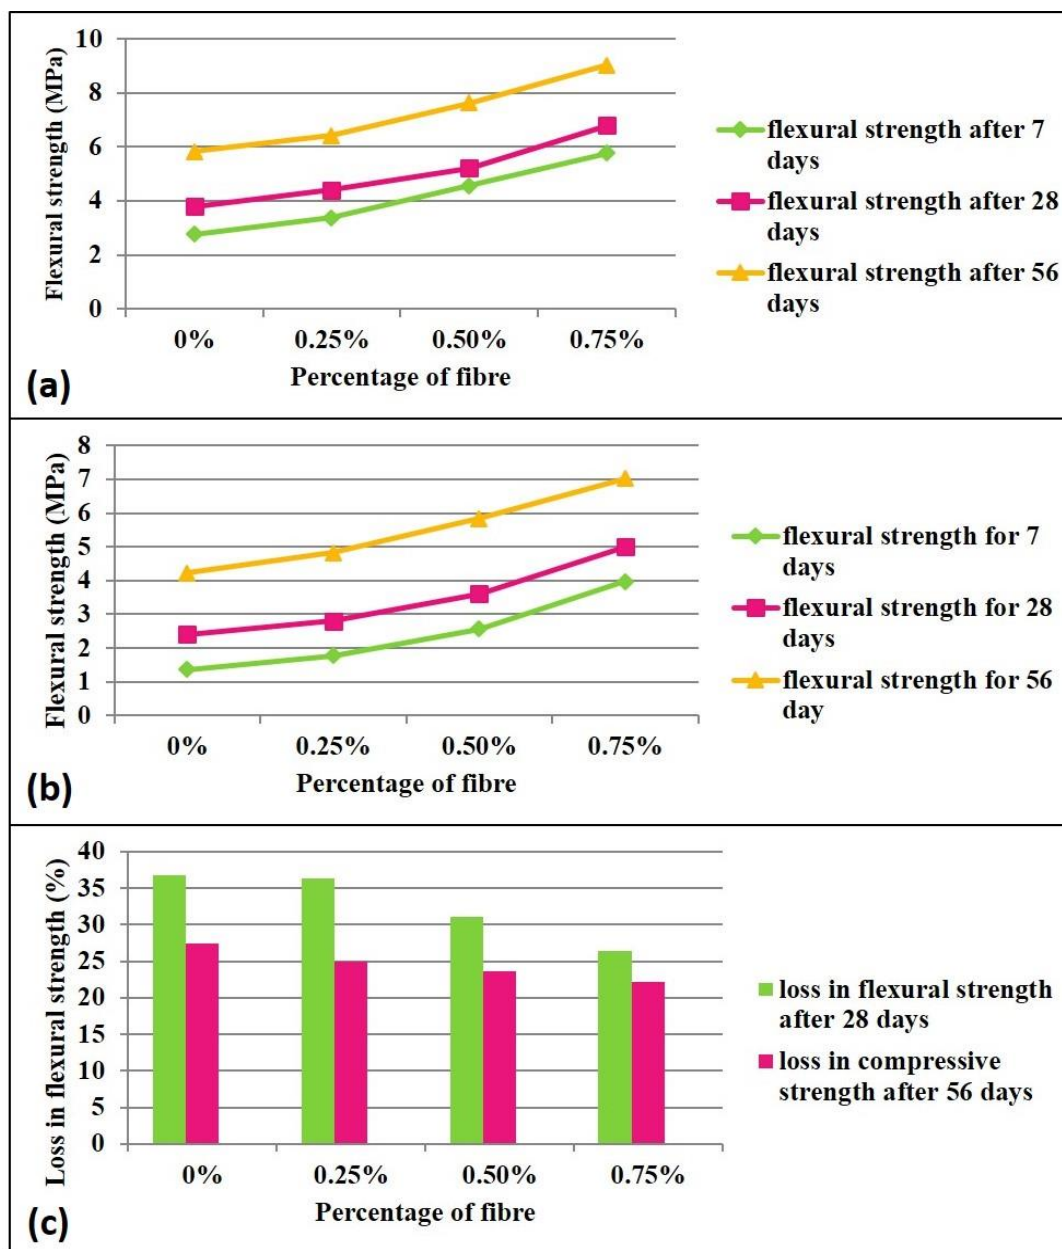 Flexural strength (MPa)
10
8
6
4
2
0
0% 0.25% 0.50% 0.75%
Percentage of fibre
flexural strength after 7
days
flexural strength after 28
days
flexural strength after 56
days
(a)
Flexural strength (MPa)
8
7
6
5
4
3
2
1
0
0% 0.25% 0.50% 0.75%
Percentage of fibre
flexural strength for 7
days
flexural strength for 28
days
flexural strength for 56
day
(b)
Loss in flexural strength (%)
40
35
30
25
20
15
10
5
0
0% 0.25% 0.50% 0.75%
Percentage of fibre
loss in flexural strength
after 28 days
loss in compressive
strength after 56 days
(c)